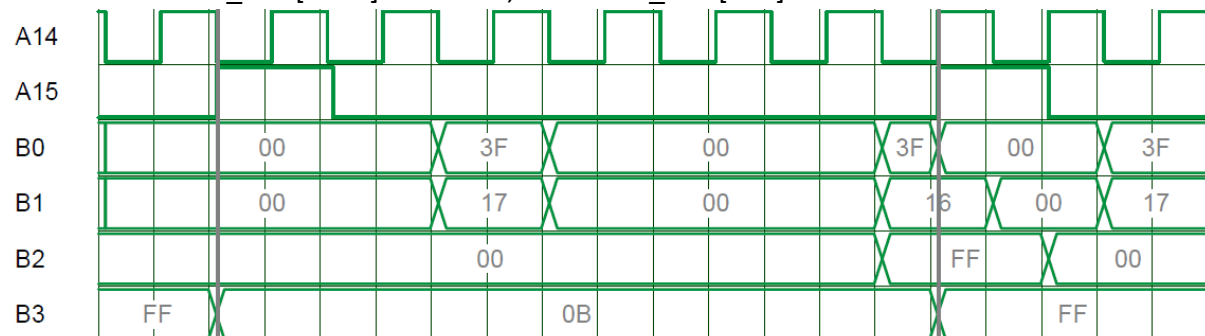 A14
A15
B0 00 3F 00 3F 00 3F
B1 00 17 00 16 00 17
B2 00 FF 00
B3 FF 0B FF